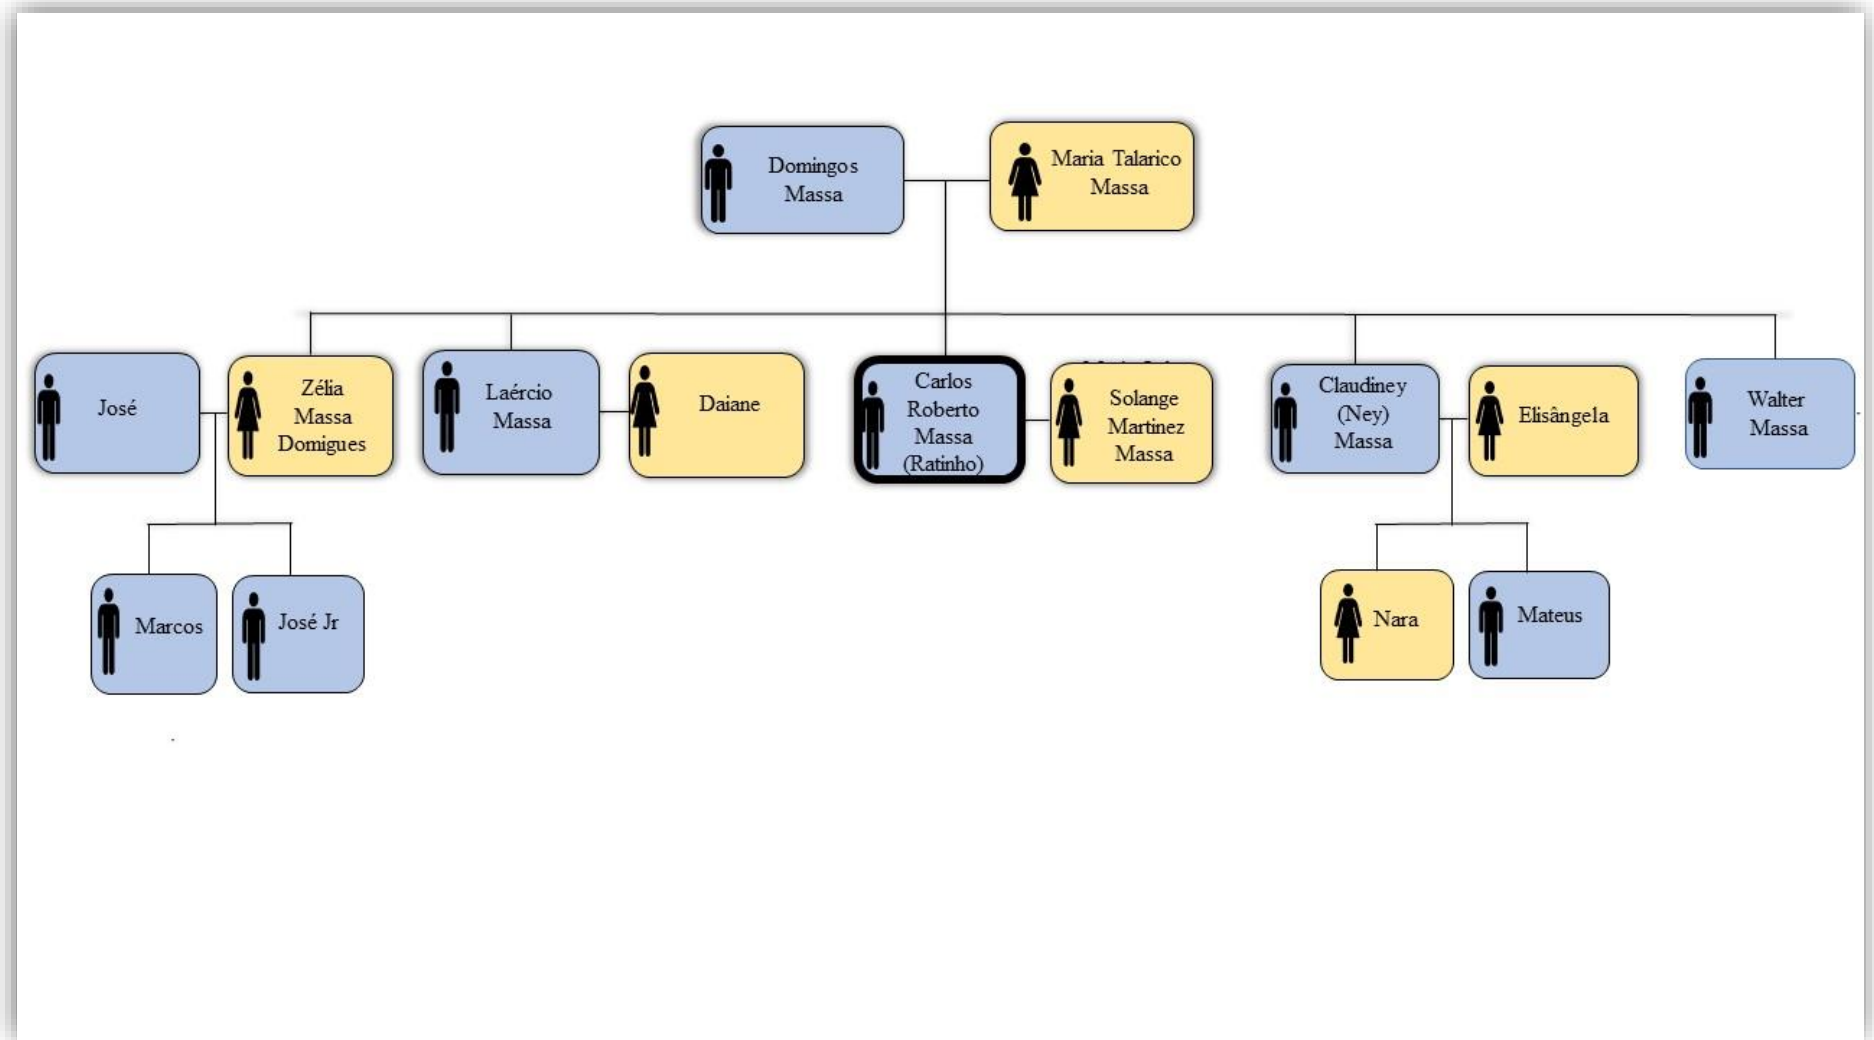 Domingos
Massa
Maria Talarico
Massa
José
Zélia
Massa
Domigues
Laércio
Massa
Daiane
Carlos
Roberto
Massa
(Ratinho)
Solange
Martinez
Massa
Claudiney
(Ney)
Massa
Elisângela
Walter
Massa
Marcos
José Jr
Nara
Mateus